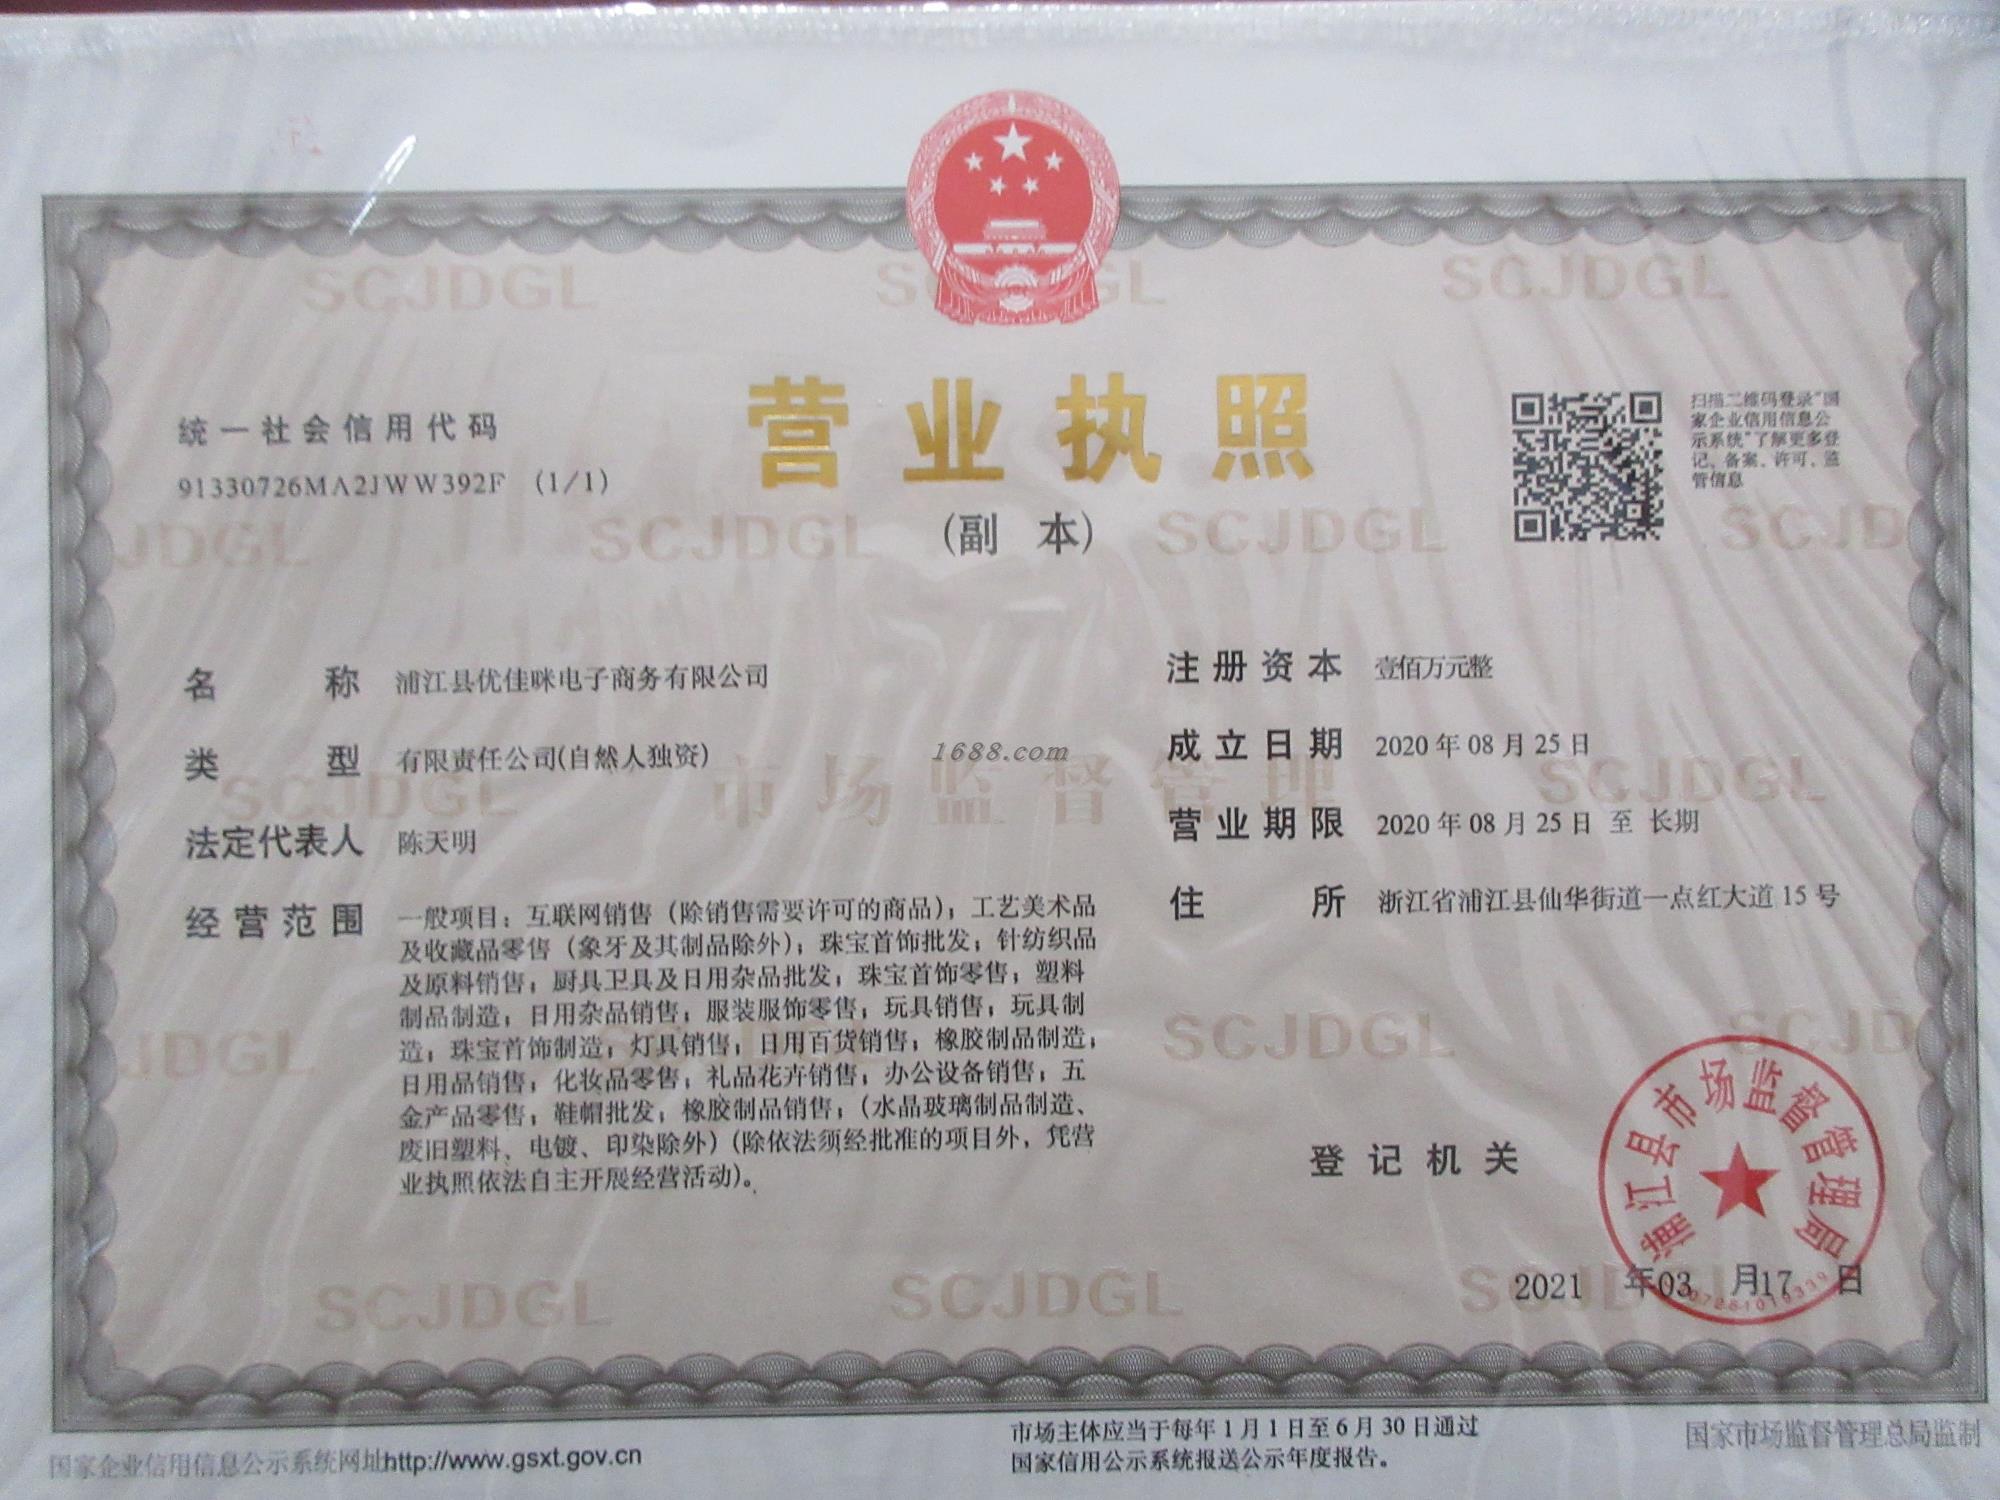 营业执照
(副 本)
统一社会信用代码
91330726MA2JWW392F (1/1)
扫描二维码登录"国
家企业信用信息公
示系统"了解更多登
记、备案、许可、监
管信息
名 称 浦江县优佳咪电子商务有限公司
类 型 有限责任公司(自然人独资)
法定代表人 陈天明
经营范围 一般项目：互联网销售（除销售需要许可的商品）；工艺美术品
及收藏品零售（象牙及其制品除外）；珠宝首饰批发；针纺织品
及原料销售；厨具卫具及日用杂品批发；珠宝首饰零售；塑料
制品制造；日用杂品销售；服装服饰零售；玩具销售；玩具制
造；珠宝首饰制造；灯具销售；日用百货销售；橡胶制品制造；
日用品销售；化妆品零售；礼品花卉销售；办公设备销售；五
金产品零售；鞋帽批发；橡胶制品销售；（水晶玻璃制品制造、
废旧塑料、电镀、印染除外）(除依法须经批准的项目外，凭营
业执照依法自主开展经营活动)。
注册资本 壹佰万元整
成立日期 2020年08月25日
营业期限 2020年08月25日 至 长期
住 所 浙江省浦江县仙华街道一点红大道15号
1688.com
市场监督管理
SCJDGL
登记机关
浦江县市场监督管理局
2021 年03 月17 日
国家企业信用信息公示系统网址http://www.gsxt.gov.cn
市场主体应当于每年1月1日至6月30日通过
国家信用公示系统报送公示年度报告。
国家市场监督管理总局监制